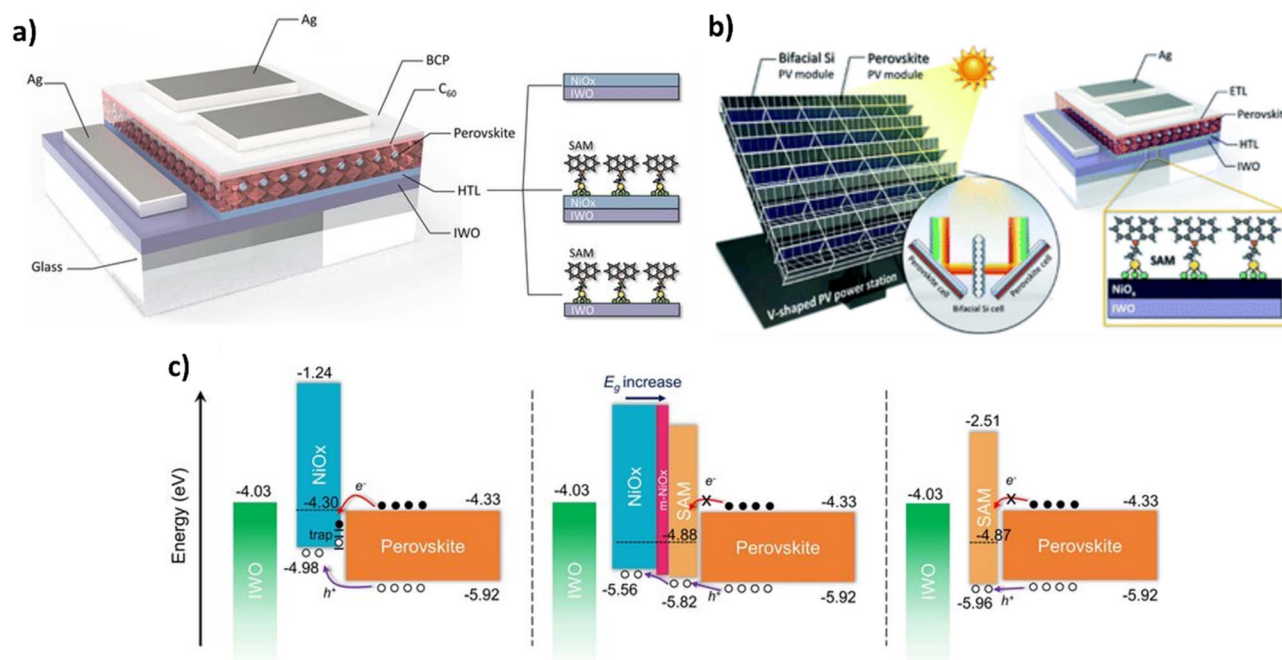 a)
Ag
Ag
BCP
C60
Perovskite
HTL
IWO
Glass
NiOx
IWO
SAM
NiOx
IWO
SAM
IWO
b)
Bifacial Si
PV module
Perovskite
PV module
V-shaped PV power station
Perovskite cell
Bifacial Si cell
Perovskite cell
Ag
ETL
Perovskite
HTL
IWO
SAM
NiOx
IWO
c)
Energy (eV)
-4.03
IWO
-1.24
NiOx
-4.30
trap
-4.98
e-
h+
-4.33
Perovskite
-5.92
Eg increase
-4.03
IWO
NiOx
m-NiOx
SAM
-4.88
-5.56
-5.82
e-
h+
-4.33
Perovskite
-5.92
-4.03
IWO
-2.51
SAM
-4.87
-5.96
e-
h+
-4.33
Perovskite
-5.92